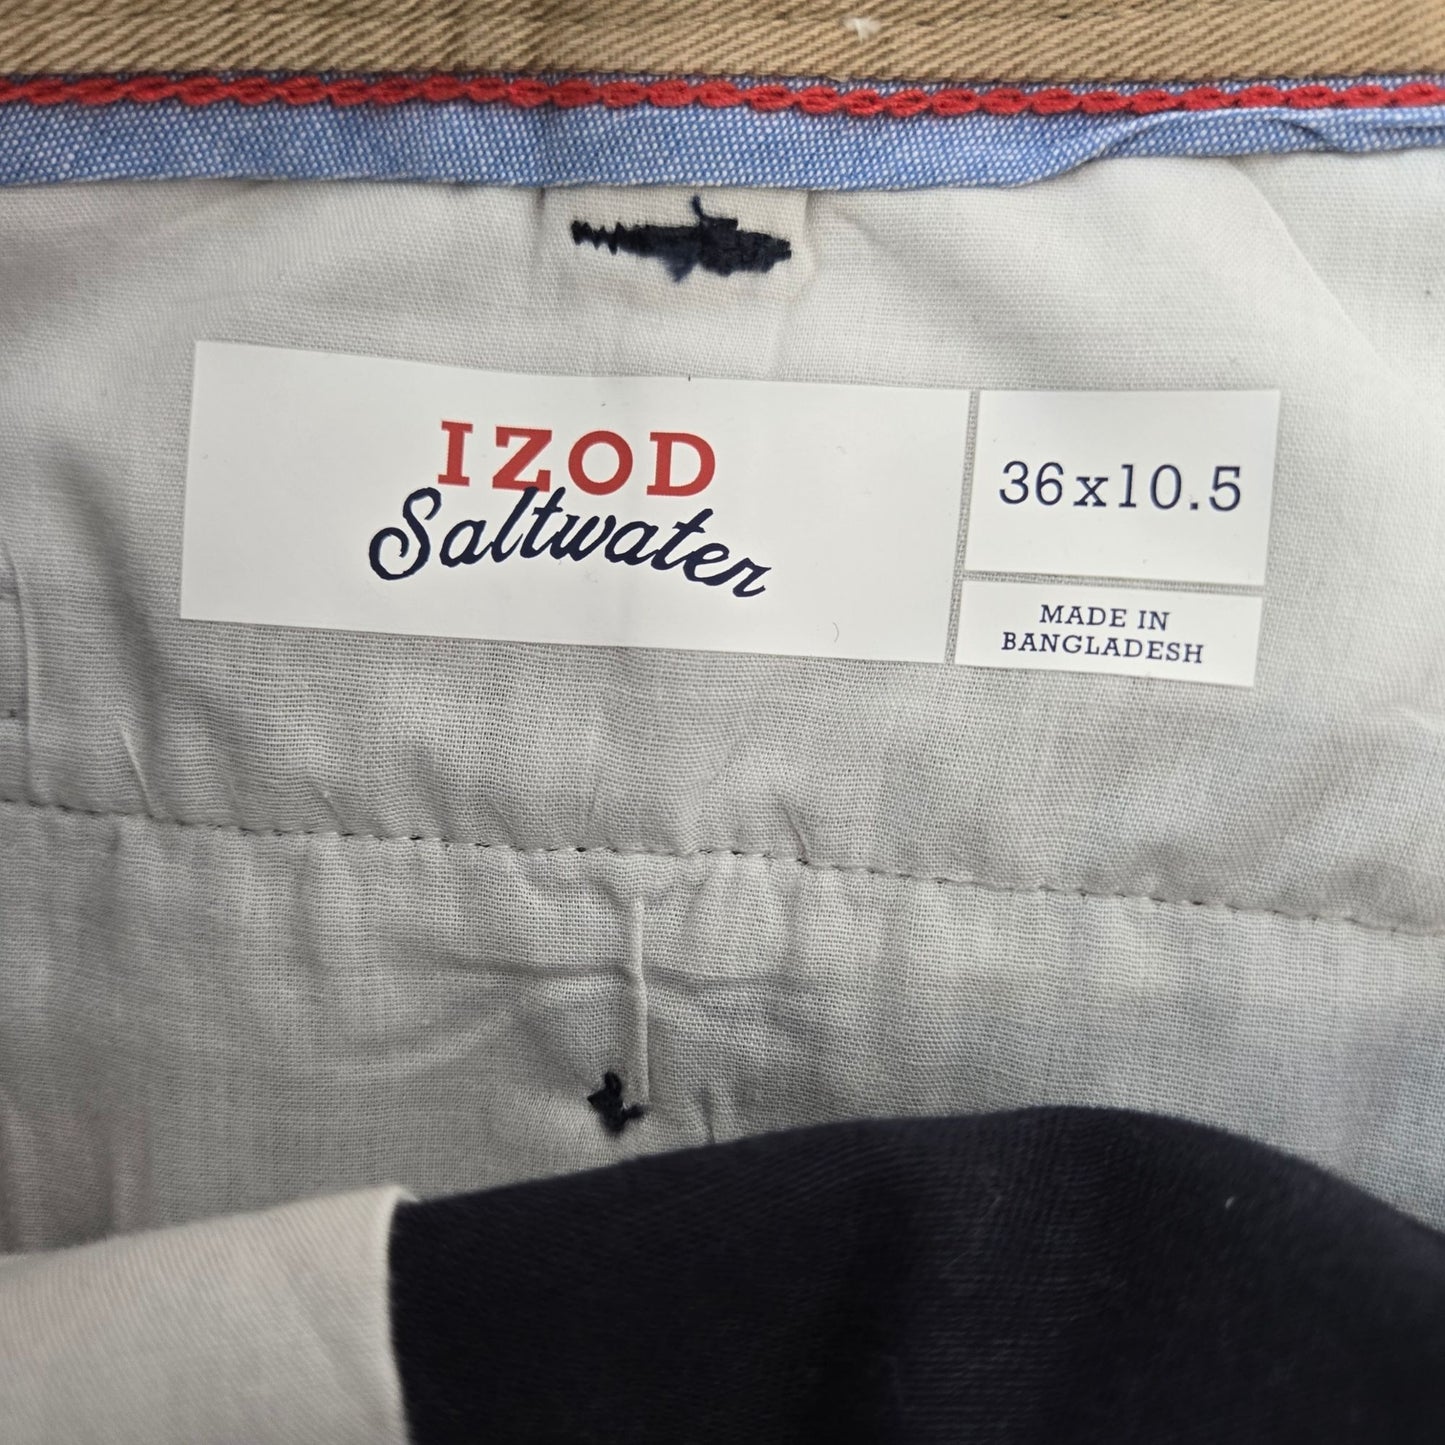 IZOD
Saltwater
36x10.5
MADE IN
BANGLADESH